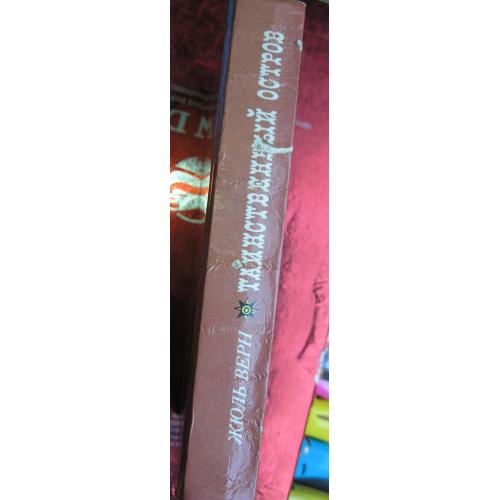 ЖЮЛЬ ВЕРН ТАИНСТВЕННЫЙ ОСТРОВ